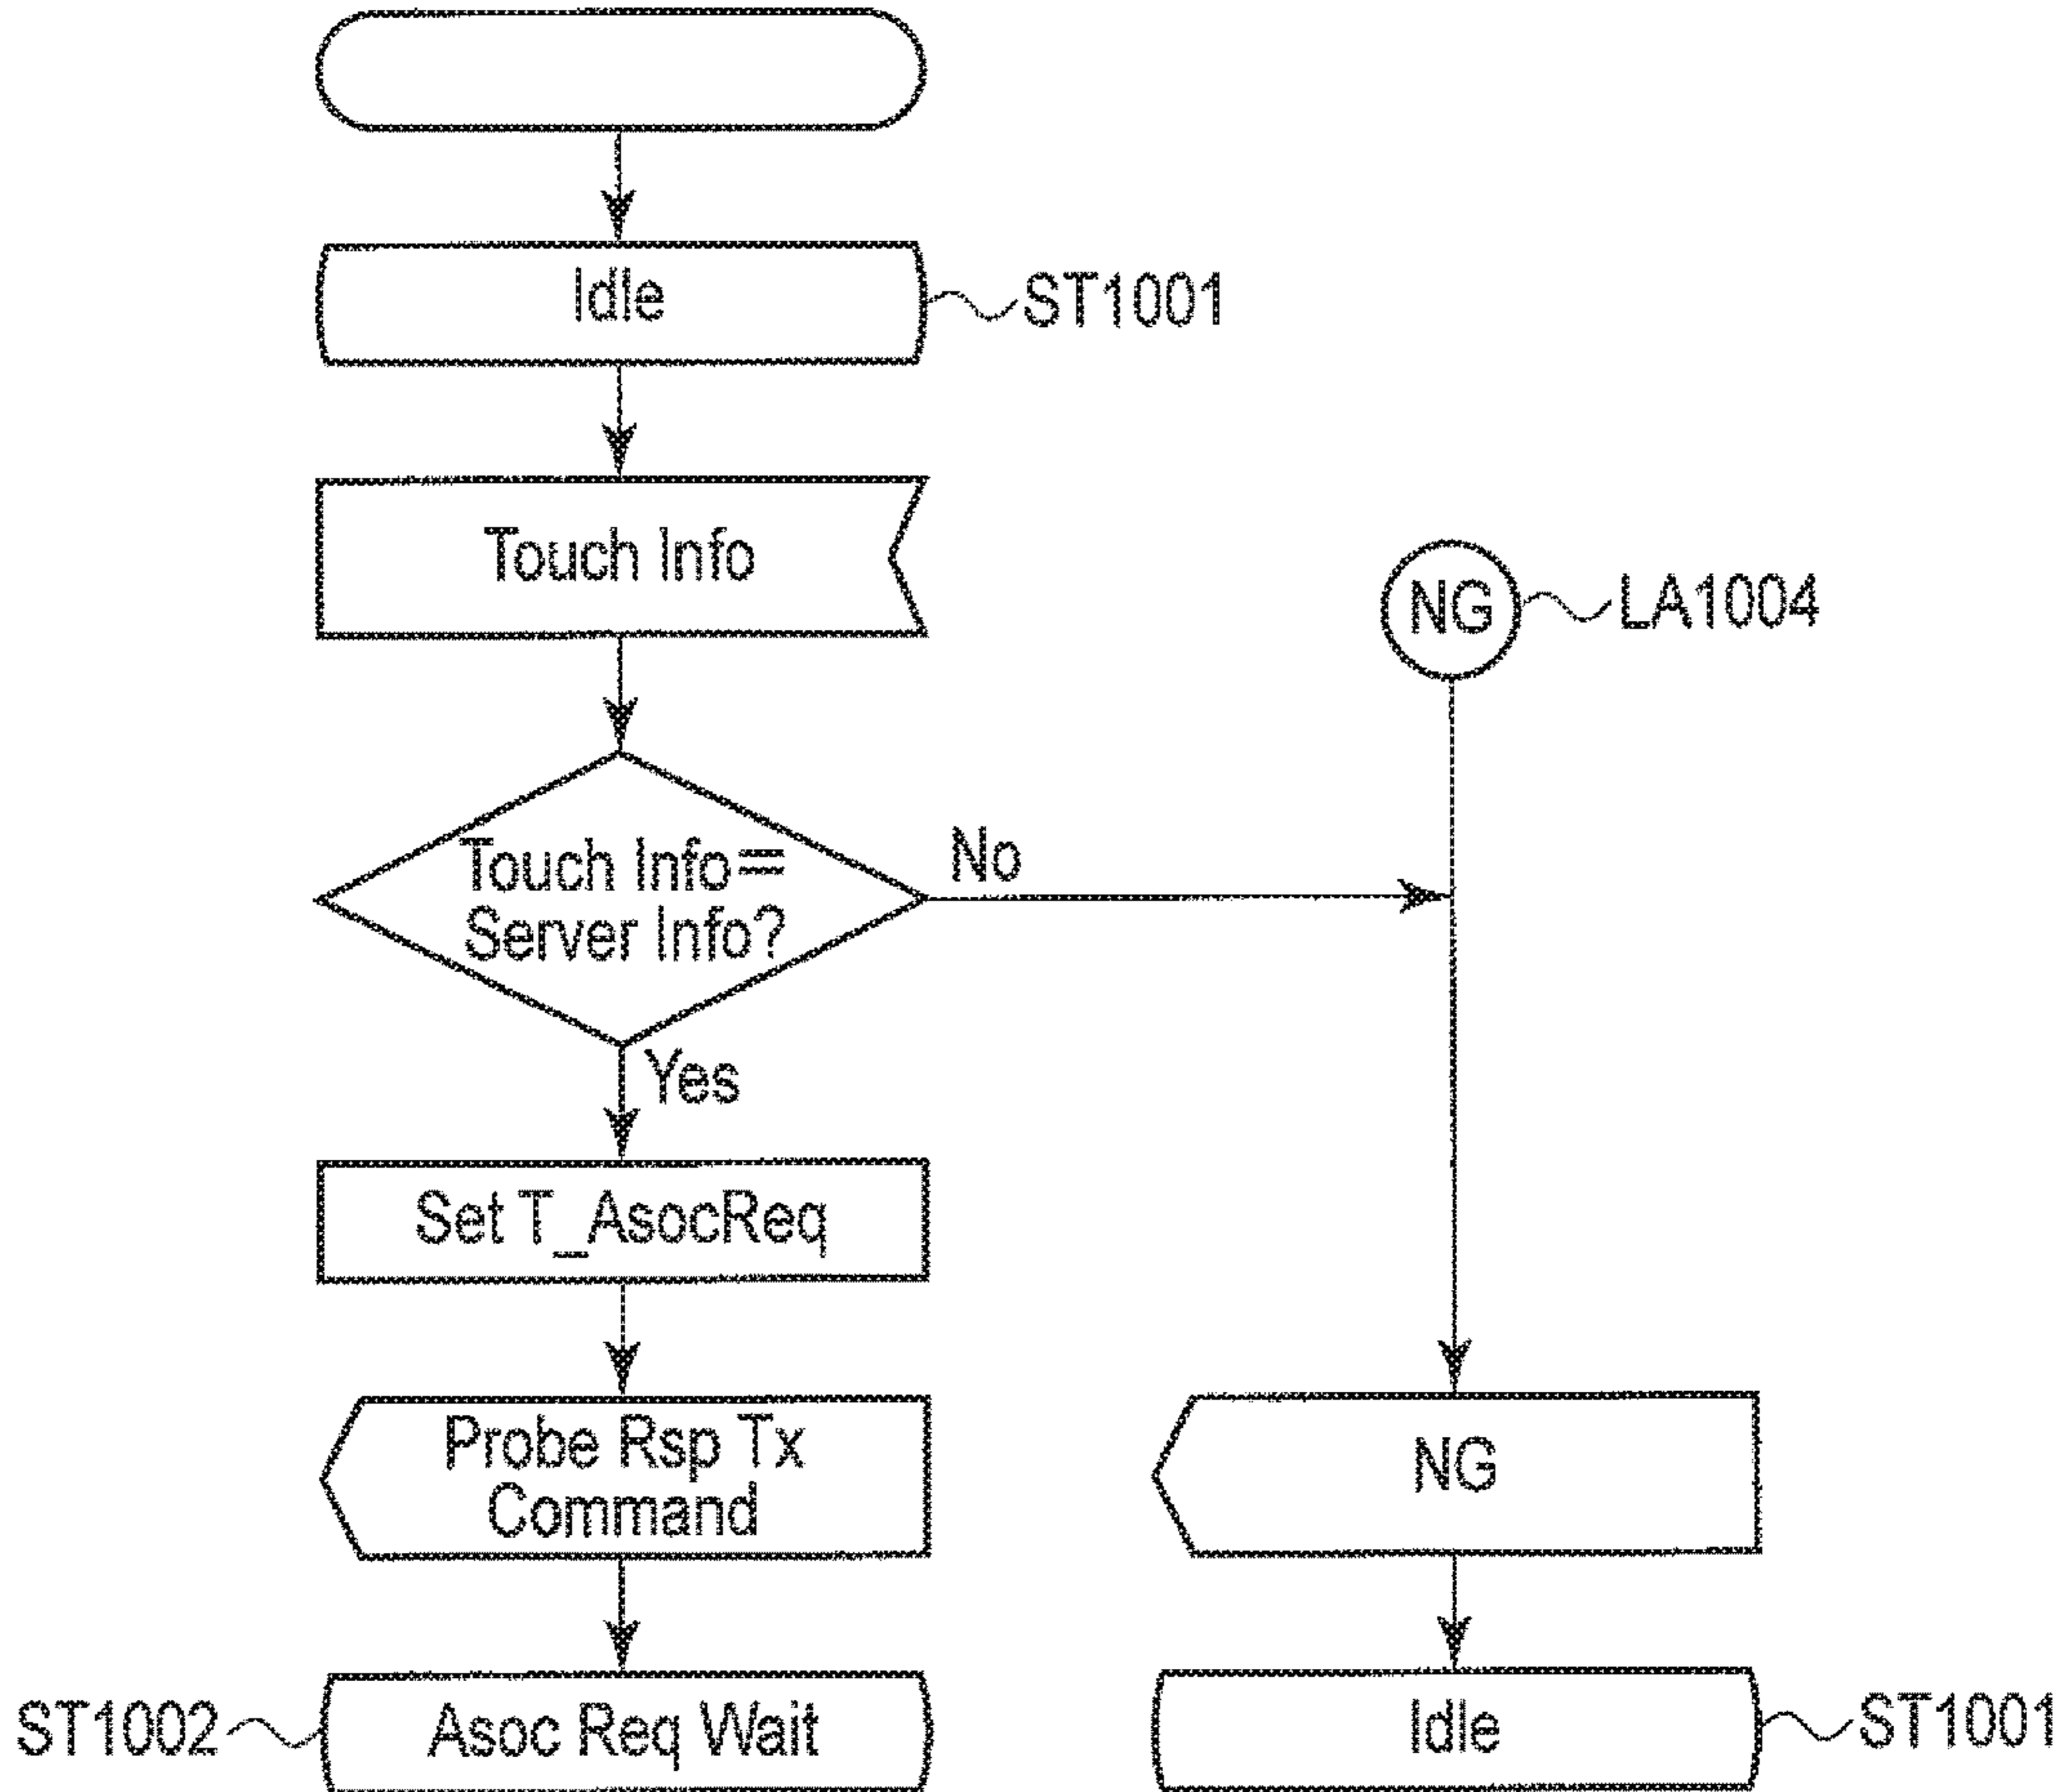 Idle
ST1001
Touch Info
NG
LA1004
Touch Info=
Server Info?
No
Yes
Set T_AsocReq
Probe Rsp Tx
Command
NG
ST1002
Asoc Req Wait
Idle
ST1001